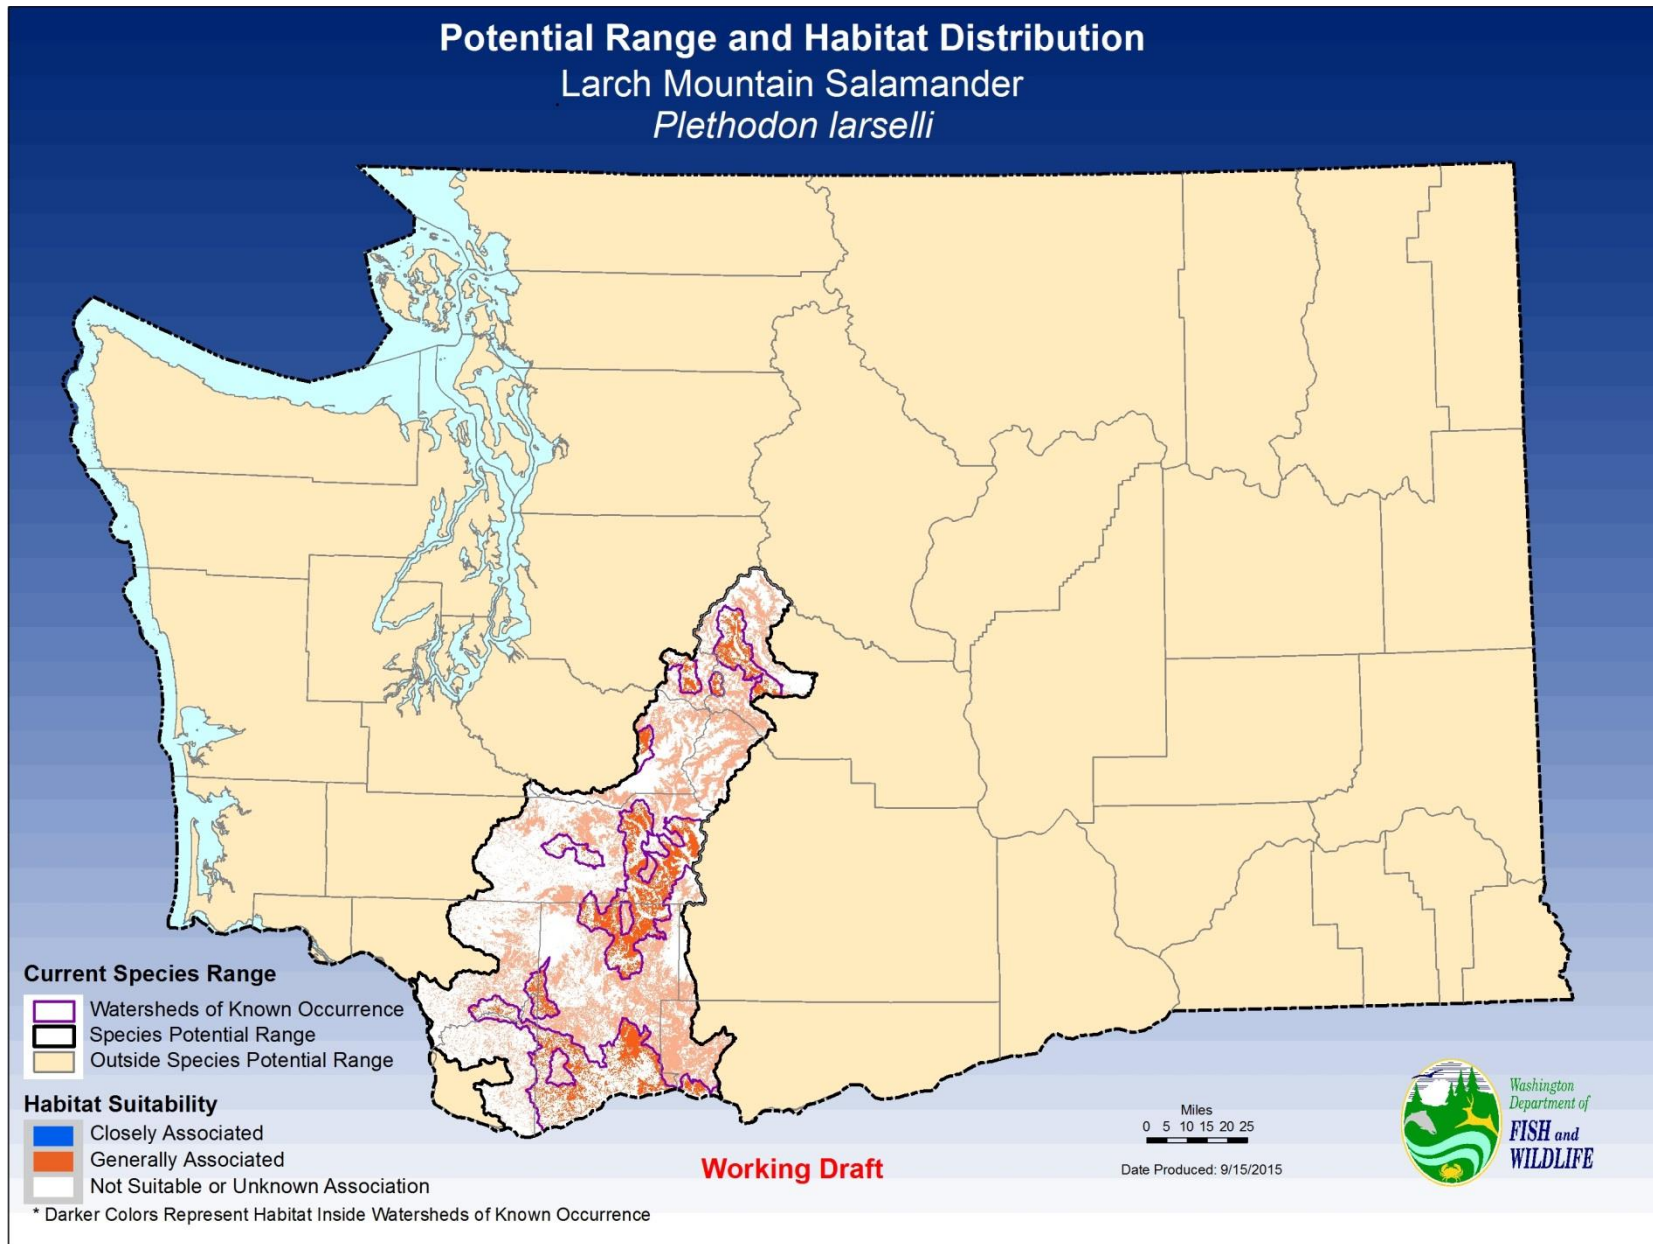 Potential Range and Habitat Distribution
Larch Mountain Salamander
Plethodon larselli
Current Species Range
Watersheds of Known Occurrence
Species Potential Range
Outside Species Potential Range
Habitat Suitability
Closely Associated
Generally Associated
Not Suitable or Unknown Association
* Darker Colors Represent Habitat Inside Watersheds of Known Occurrence
Working Draft
Miles
0 5 10 15 20 25
Date Produced: 9/15/2015
Washington
Department of
FISH and
WILDLIFE